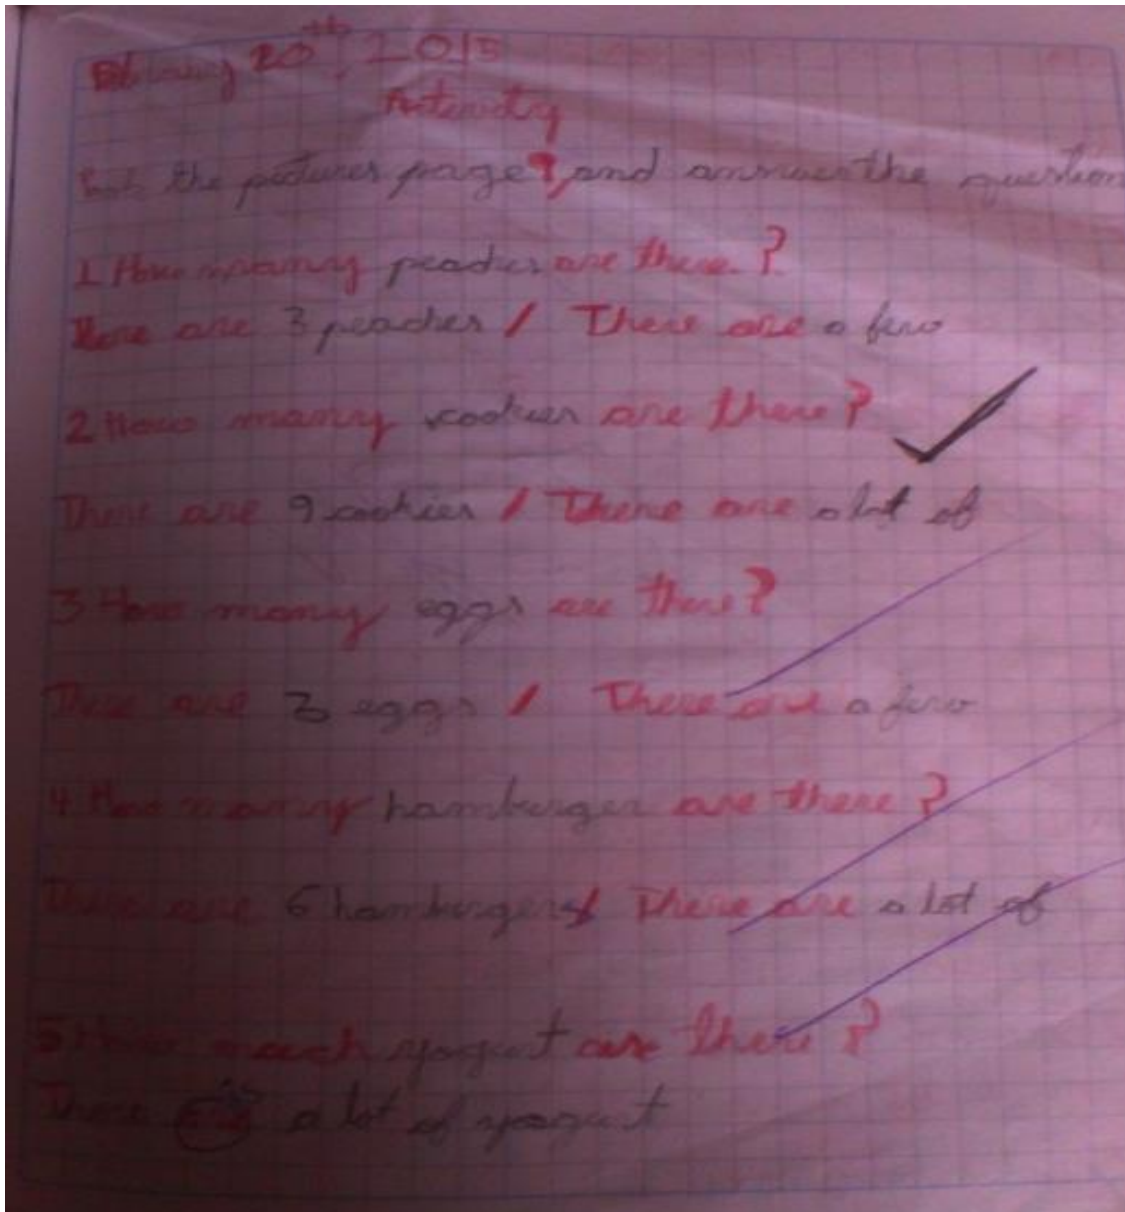 February 20th, 2015
the pictures page 9, and answer the question
1 How many peaches are there?
There are 3 peaches / There are a few
2 How many cookies are there?
There are 9 cookies / There are a lot of
3 How many eggs are there?
There are 3 eggs / There are a few
4 How many hamburger are there?
There are 6 hamburgers / There are a lot of
5 How much yogurt are there?
There is a lot of yogurt